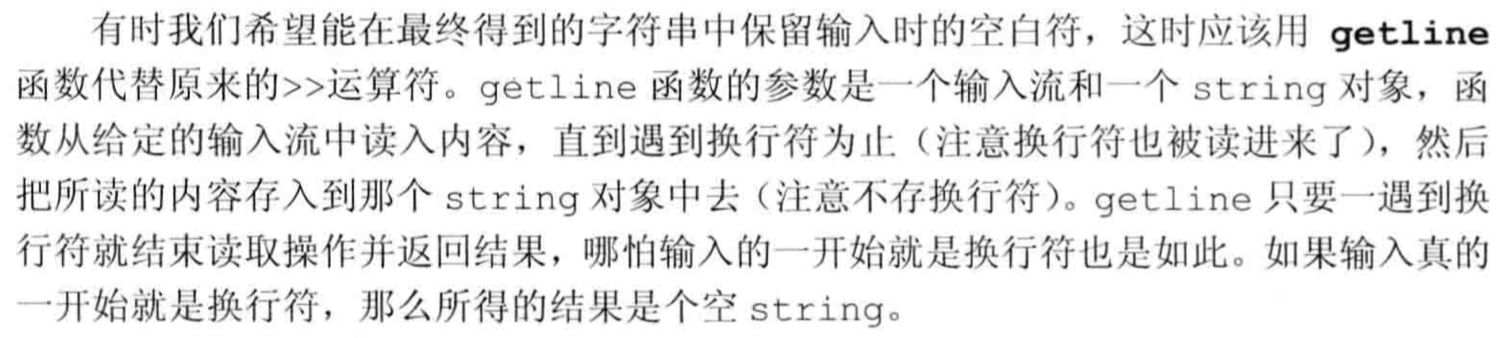 有时我们希望能在最终得到的字符串中保留输入时的空白符，这时应该用 getline
函数代替原来的>>运算符。getline 函数的参数是一个输入流和一个 string 对象，函
数从给定的输入流中读入内容，直到遇到换行符为止（注意换行符也被读进来了），然后
把所读的内容存入到那个 string 对象中去（注意不存换行符）。getline 只要一遇到换
行符就结束读取操作并返回结果，哪怕输入的一开始就是换行符也是如此。如果输入真的
一开始就是换行符，那么所得的结果是个空 string。